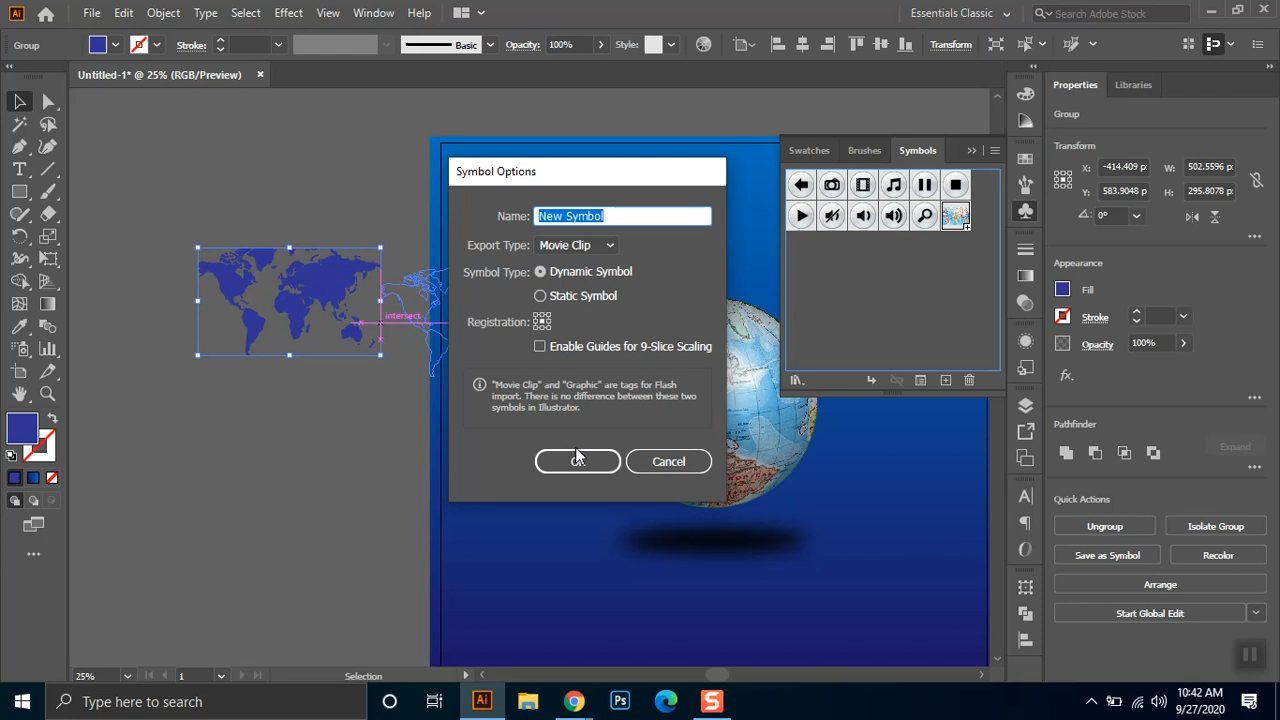 Ai File Edit Object Type Select Effect View Window Help Essentials Classic Search Adobe Stock
Group Stroke: Basic Opacity: 100% Style: Transform
Untitled-1* @ 25% (RGB/Preview)
Properties Libraries
Group
Transform
X: -414.409 p W: 502.5596 p
Y: 583.9048 p H: 295.8078 p
0°
Appearance
Fill
Stroke
Opacity 100%
fx.
Pathfinder
Expand
Quick Actions
Ungroup Isolate Group
Save as Symbol Recolor
Arrange
Start Global Edit
Swatches Brushes Symbols
Symbol Options
Name: New Symbol
Export Type: Movie Clip
Symbol Type: Dynamic Symbol
Static Symbol
Registration:
Enable Guides for 9-Slice Scaling
"Movie Clip" and "Graphic" are tags for Flash
import. There is no difference between these two
symbols in Illustrator.
Cancel
intersect
25% 1 Selection
Type here to search
Ai Ps S
10:42 AM
9/27/2020